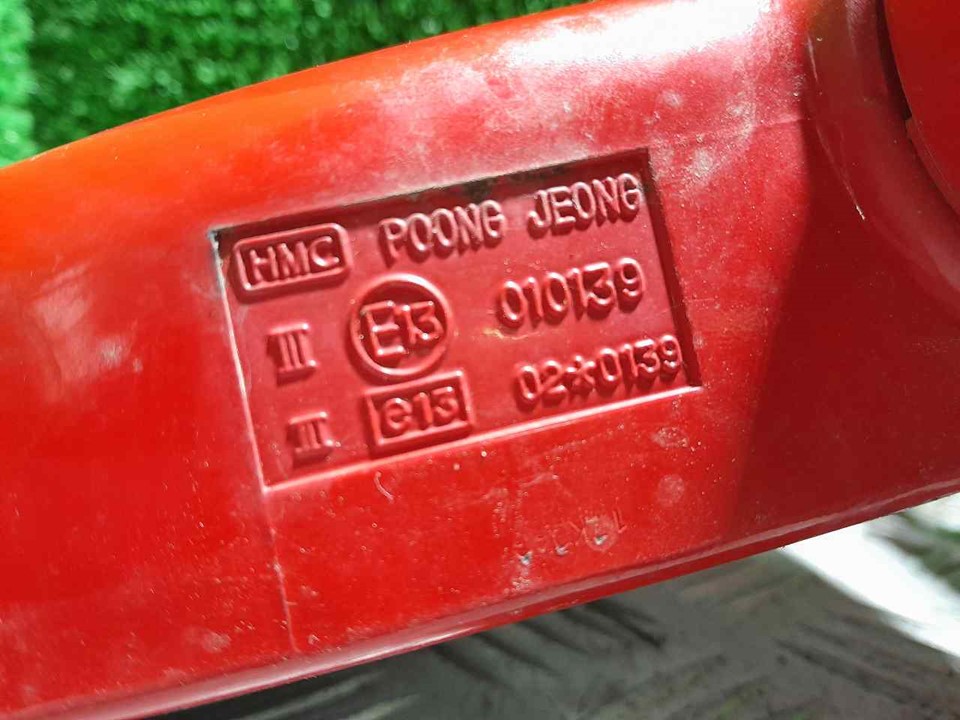 HMC POONG JEONG
III E13 010139
III e13 02*0139